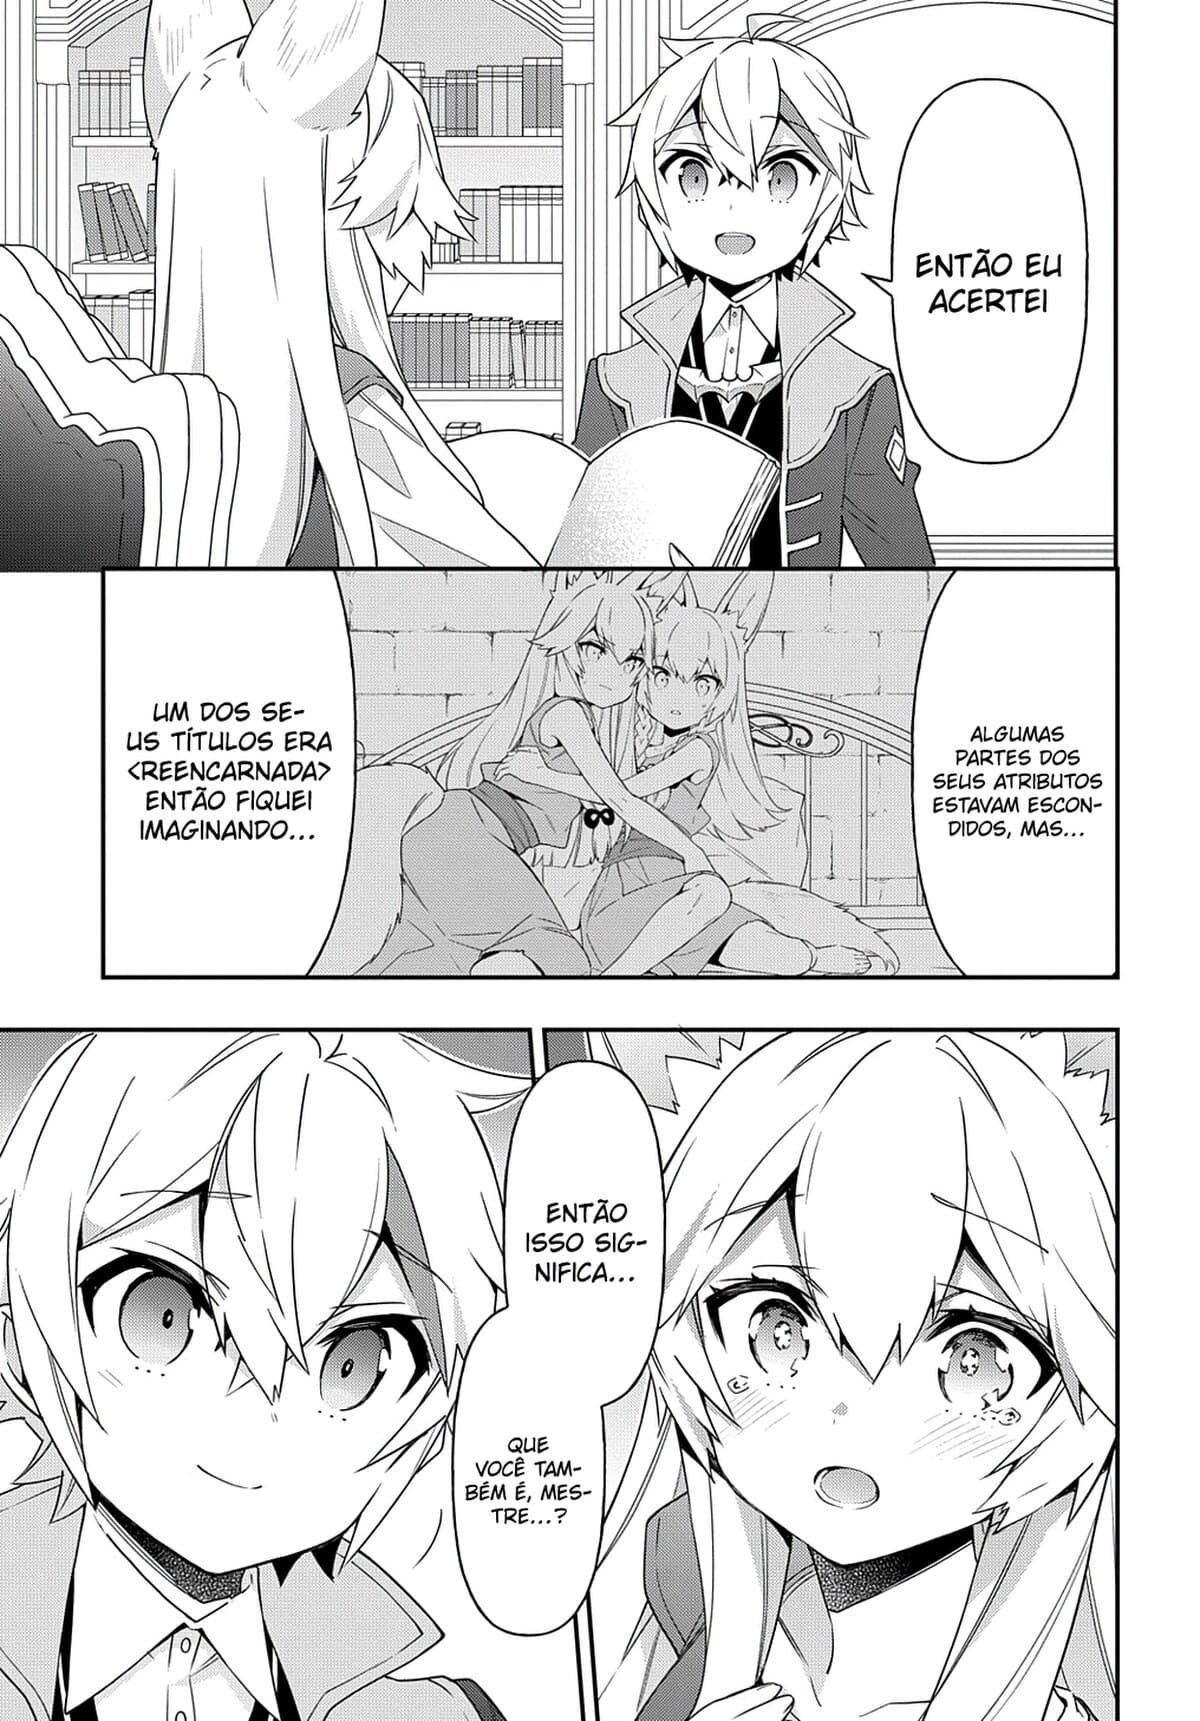 ENTÃO EU
ACERTEI
ALGUMAS
PARTES DOS
SEUS ATRIBUTOS
ESTAVAM ESCON-
DIDOS, MAS...
UM DOS SE-
US TÍTULOS ERA
<REENCARNADA>
ENTÃO FIQUEI
IMAGINANDO...
ENTÃO
ISSO SIG-
NIFICA...
QUE
VOCÊ TAM-
BÉM É, MES-
TRE...?